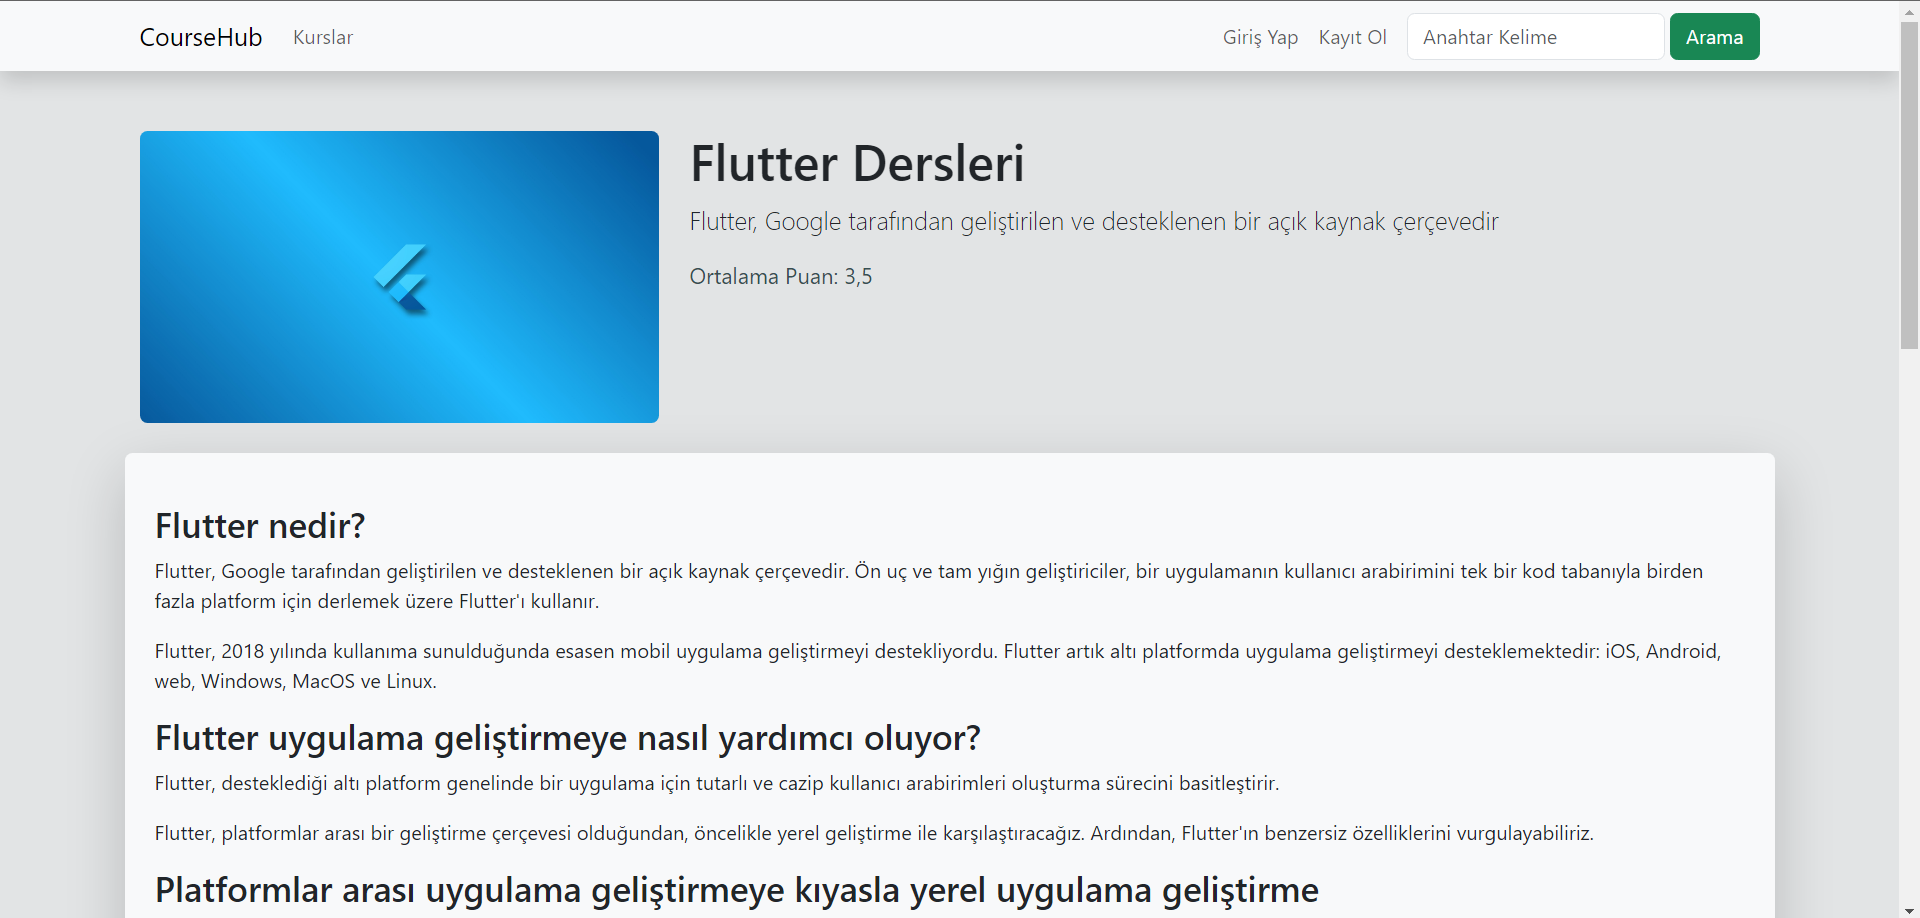 CourseHub Kurslar Giriş Yap Kayıt Ol Anahtar Kelime Arama
Flutter Dersleri
Flutter, Google tarafından geliştirilen ve desteklenen bir açık kaynak çerçevedir
Ortalama Puan: 3,5
Flutter nedir?
Flutter, Google tarafından geliştirilen ve desteklenen bir açık kaynak çerçevedir. Ön uç ve tam yığın geliştiriciler, bir uygulamanın kullanıcı arabirimini tek bir kod tabanıyla birden
fazla platform için derlemek üzere Flutter'ı kullanır.
Flutter, 2018 yılında kullanıma sunulduğunda esasen mobil uygulama geliştirmeyi destekliyordu. Flutter artık altı platformda uygulama geliştirmeyi desteklemektedir: iOS, Android,
web, Windows, MacOS ve Linux.
Flutter uygulama geliştirmeye nasıl yardımcı oluyor?
Flutter, desteklediği altı platform genelinde bir uygulama için tutarlı ve cazip kullanıcı arabirimleri oluşturma sürecini basitleştirir.
Flutter, platformlar arası bir geliştirme çerçevesi olduğundan, öncelikle yerel geliştirme ile karşılaştıracağız. Ardından, Flutter'ın benzersiz özelliklerini vurgulayabiliriz.
Platformlar arası uygulama geliştirmeye kıyasla yerel uygulama geliştirme